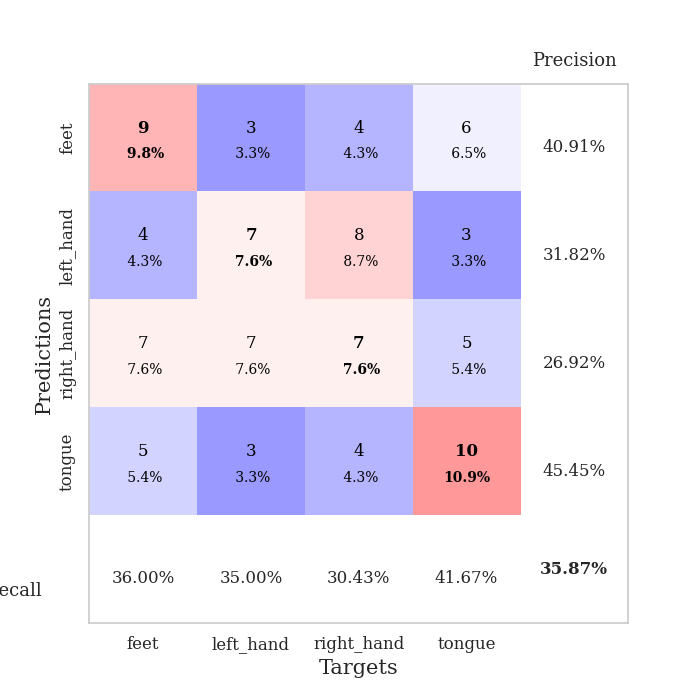 Precision
feet
9 3 4 6
9.8% 3.3% 4.3% 6.5%
40.91%
left_hand
4 7 8 3
4.3% 7.6% 8.7% 3.3%
31.82%
Predictions
right_hand
7 7 7 5
7.6% 7.6% 7.6% 5.4%
26.92%
tongue
5 3 4 10
5.4% 3.3% 4.3% 10.9%
45.45%
ecall
36.00% 35.00% 30.43% 41.67%
35.87%
feet left_hand right_hand tongue
Targets